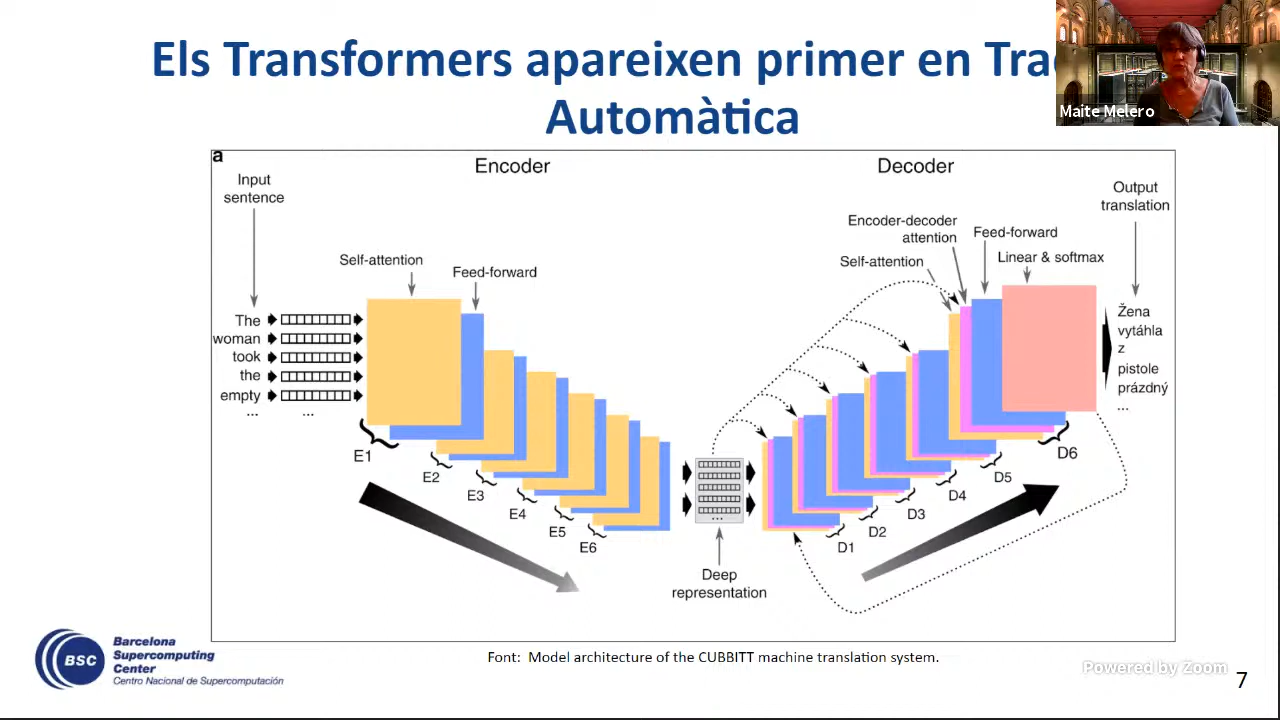 Els Transformers apareixen primer en
Automàtica
Maite Melero
a
Encoder
Decoder
Input
sentence
Output
translation
Encoder-decoder
attention
Feed-forward
Self-attention
Linear & softmax
Self-attention
Feed-forward
The
woman
took
the
empty
...
...
Žena
vytáhla
z
pistole
prázdný
...
E1
E2
E3
E4
E5
E6
...
D6
D5
D4
D3
D2
D1
Deep
representation
BSC
Barcelona
Supercomputing
Center
Centro Nacional de Supercomputación
Font: Model architecture of the CUBBITT machine translation system.
Powered by Zoom
7